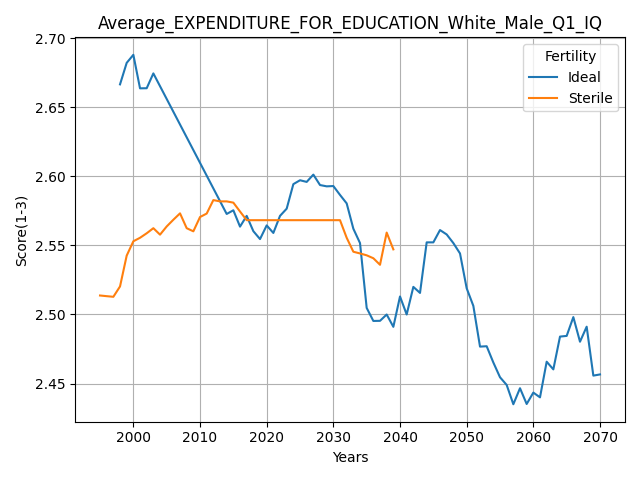 Average_EXPENDITURE_FOR_EDUCATION_White_Male_Q1_IQ
Fertility
Ideal
Sterile
Score(1-3)
2.70
2.65
2.60
2.55
2.50
2.45
2000 2010 2020 2030 2040 2050 2060 2070
Years